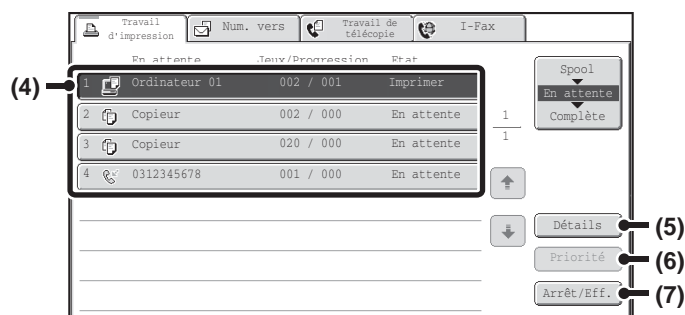 Travail d'impression
Num. vers
Travail de télécopie
I-Fax
En attente Jeux/Progression Etat
(4)
1 Ordinateur 01 002 / 001 Imprimer
2 Copieur 002 / 000 En attente
3 Copieur 020 / 000 En attente
4 0312345678 001 / 000 En attente
1
1
Spool
En attente
Complète
Détails (5)
Priorité (6)
Arrêt/Eff. (7)